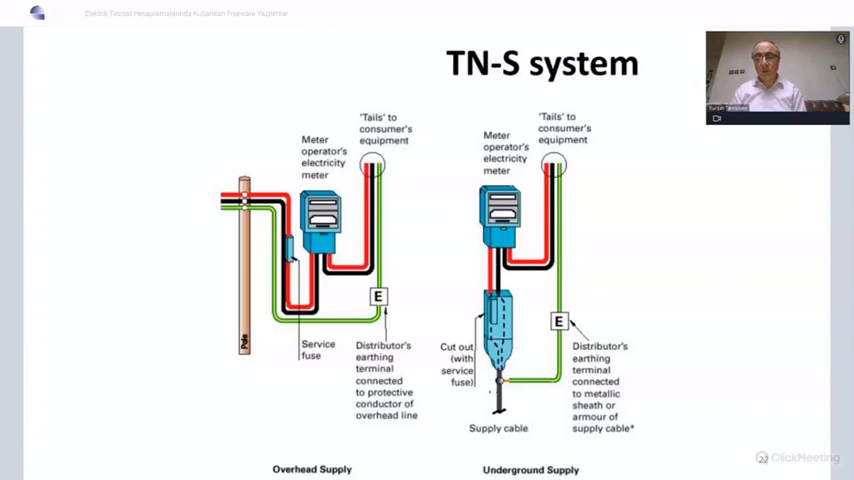 Elektrik Tesisat Hesaplamalarında Kullanılan Freeware Yazılımlar
TN-S system
'Tails' to
consumer's
equipment
Meter
operator's
electricity
meter
E
Pole
Service
fuse
Distributor's
earthing
terminal
connected
to protective
conductor of
overhead line
Overhead Supply
'Tails' to
consumer's
equipment
Meter
operator's
electricity
meter
E
Cut out
(with
service
fuse)
Distributor's
earthing
terminal
connected
to metallic
sheath or
armour of
supply cable*
Supply cable
Underground Supply
22
ClickMeeting